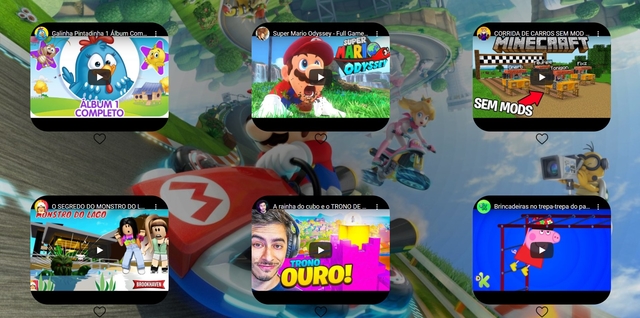 Galinha Pintadinha 1 Álbum Com...
ÁLBUM 1
COMPLETO
Super Mario Odyssey - Full Game...
SUPER
MARIO
ODYSSEY
CORRIDA DE CARROS SEM MOD ...
MINECRAFT
SEM MODS
O SEGREDO DO MONSTRO DO L...
MONSTRO DO LAGO
BROOKHAVEN
A rainha do cubo e o TRONO DE ...
TRONO
OURO!
Brincadeiras no trepa-trepa do pa...